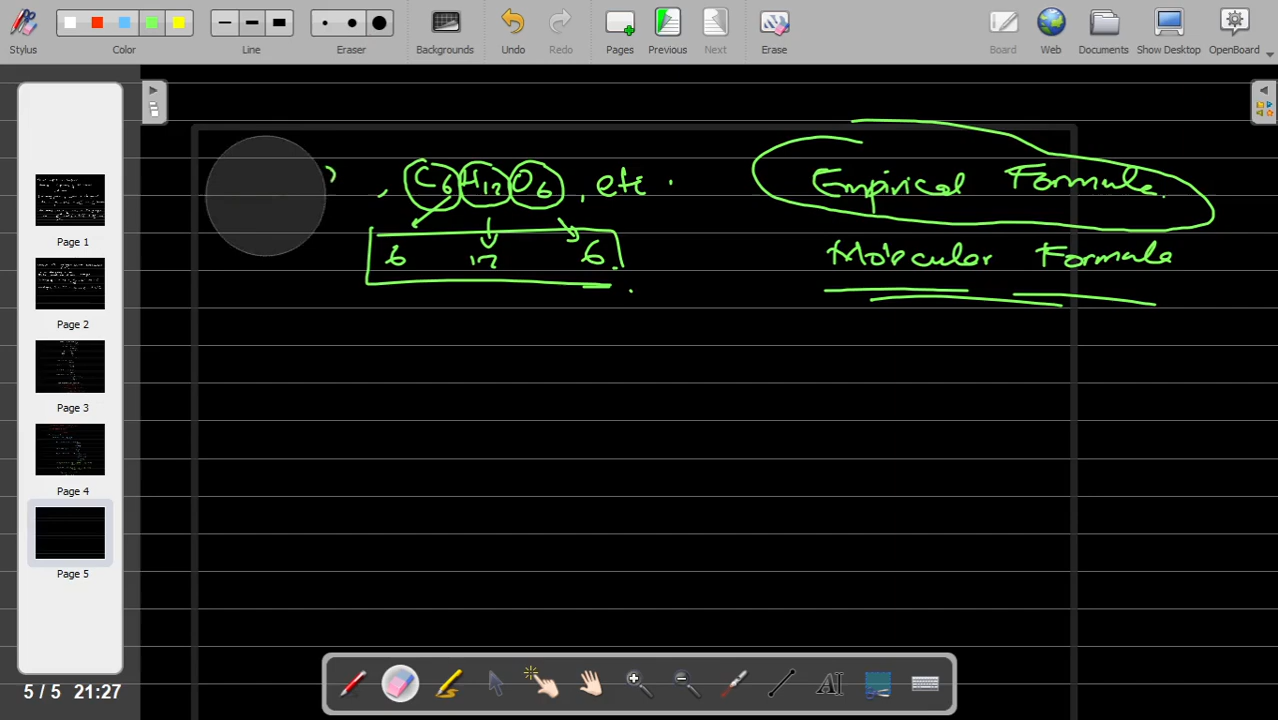 Stylus Color Line Eraser Backgrounds Undo Redo Pages Previous Next Erase Board Web Documents Show Desktop OpenBoard
, C6H12O6, etc. Empirical Formula.
6 12 6. Molecular Formula
Page 1
Page 2
Page 3
Page 4
Page 5
5 / 5 21:27